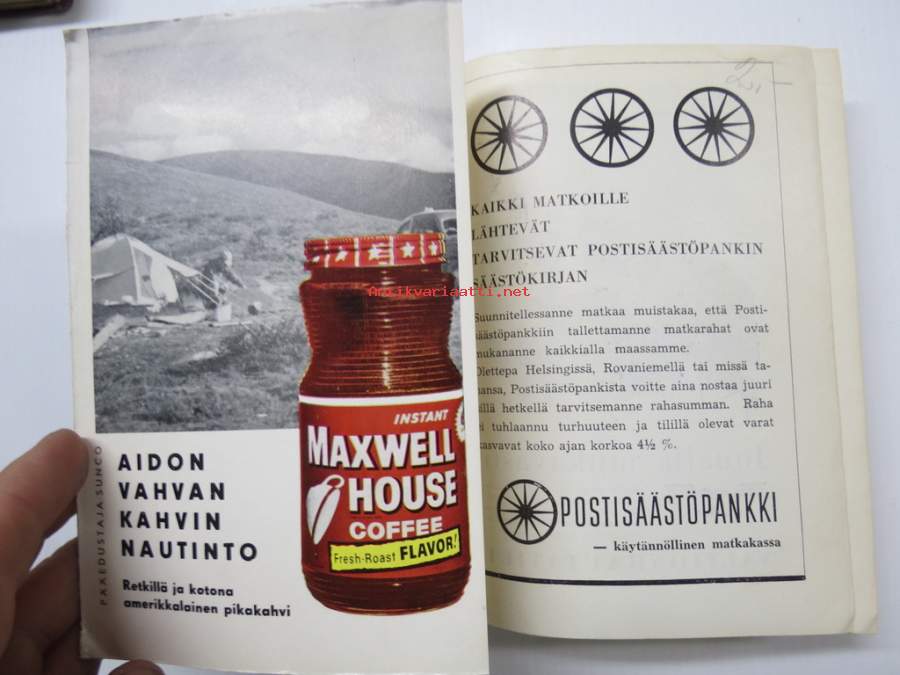 PÄÄEDUSTAJA SUNCO
AIDON
VAHVAN
KAHVIN
NAUTINTO
Retkillä ja kotona
amerikkalainen pikakahvi
INSTANT
MAXWELL
HOUSE
COFFEE
Fresh-Roast FLAVOR!
Antikvariaatti.net
KAIKKI MATKOILLE
LÄHTEVÄT
TARVITSEVAT POSTISÄÄSTÖPANKIN
SÄÄSTÖKIRJAN
Suunnitellessanne matkaa muistakaa, että Posti-
säästöpankkiin tallettamanne matkarahat ovat
mukananne kaikkialla maassamme.
Olettepa Helsingissä, Rovaniemellä tai missä ta-
hansa, Postisäästöpankista voitte aina nostaa juuri
sillä hetkellä tarvitsemanne rahasumman. Raha
ei tuhlaannu turhuuteen ja tilillä olevat varat
kasvavat koko ajan korkoa 4½ %.
POSTISÄÄSTÖPANKKI
— käytännöllinen matkakassa